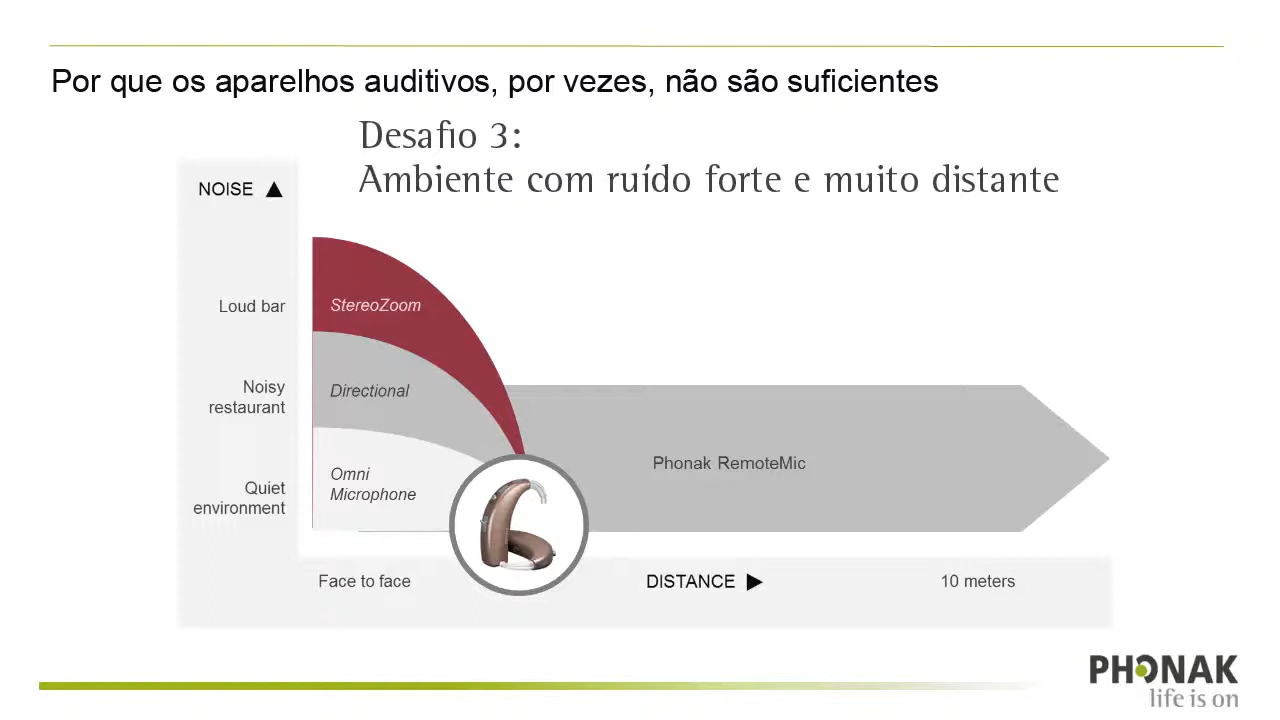 Por que os aparelhos auditivos, por vezes, não são suficientes
Desafio 3:
Ambiente com ruído forte e muito distante
NOISE ▲
Loud bar
StereoZoom
Noisy
restaurant
Directional
Phonak RemoteMic
Quiet
environment
Omni
Microphone
Face to face
DISTANCE ▶
10 meters
PHONAK
life is on